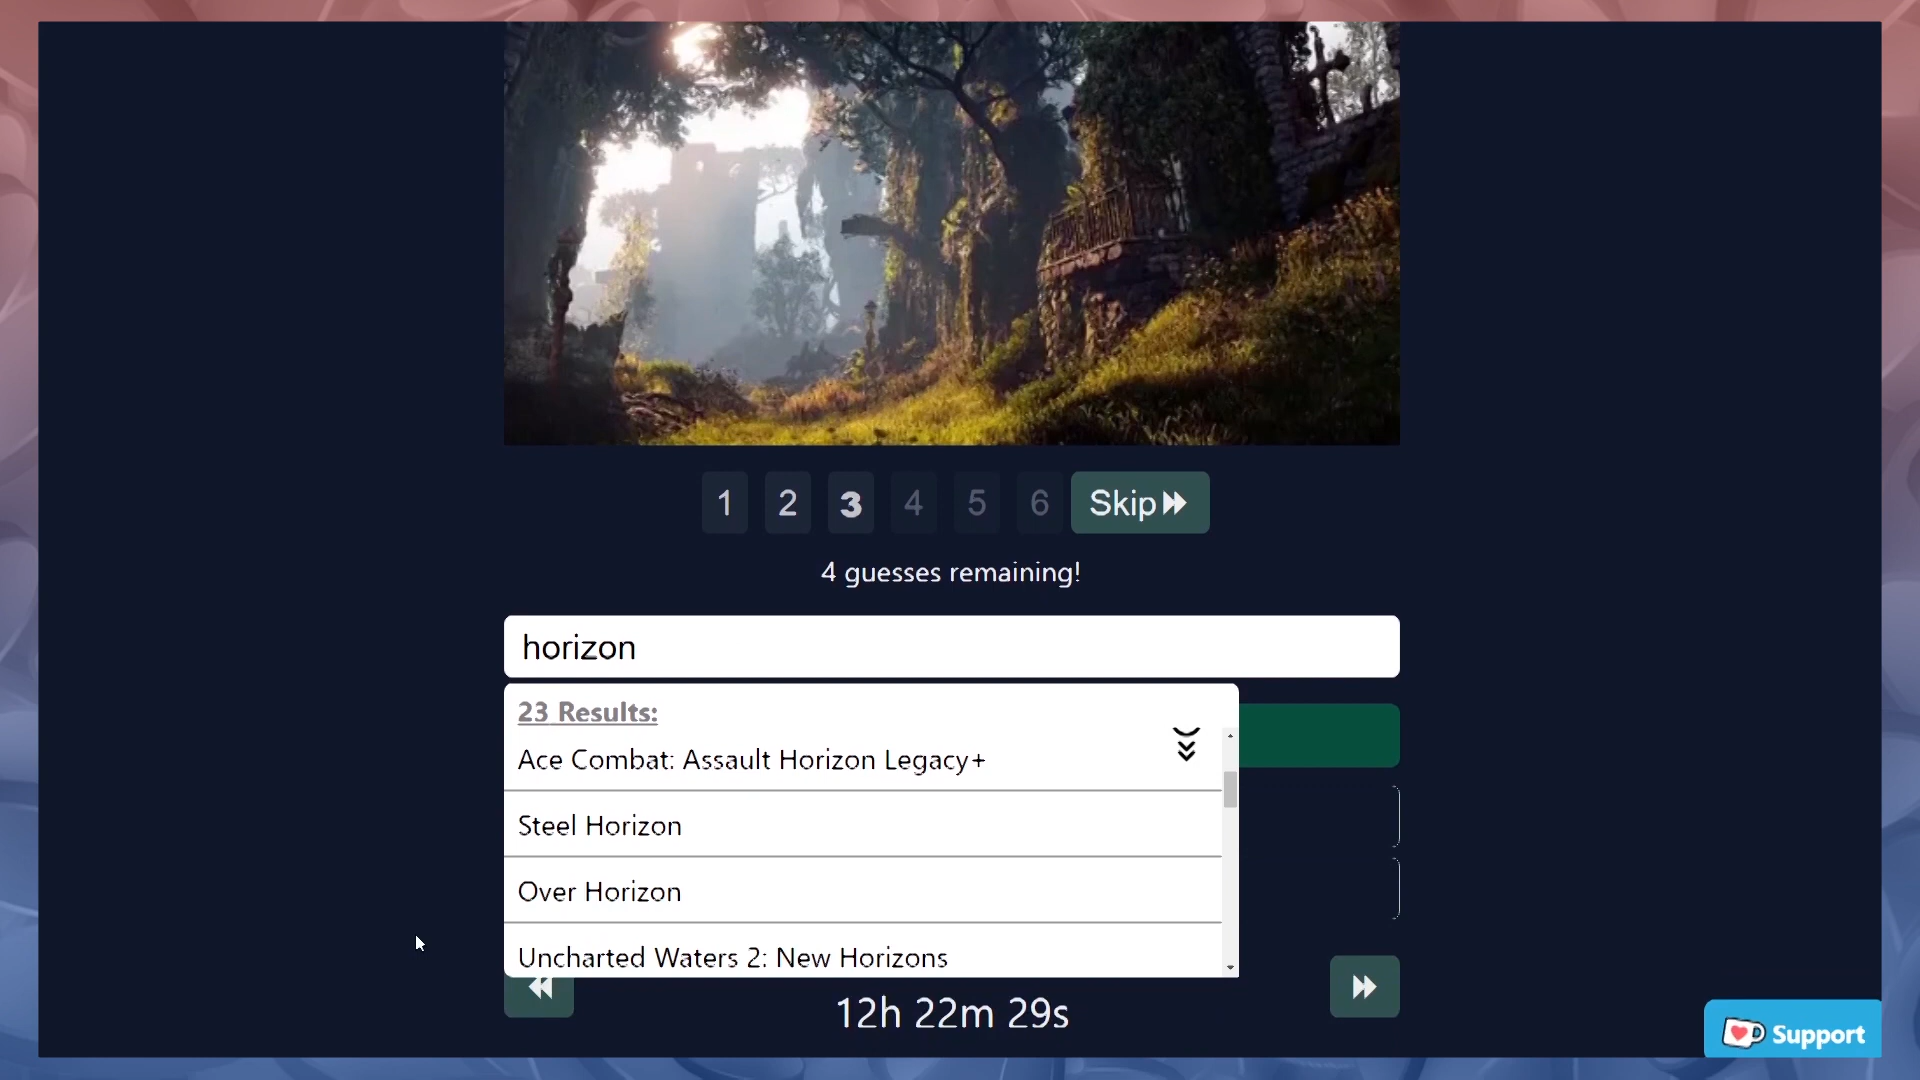 1 2 3 4 5 6 Skip
4 guesses remaining!
horizon
23 Results:
Ace Combat: Assault Horizon Legacy+
Steel Horizon
Over Horizon
Uncharted Waters 2: New Horizons
12h 22m 29s
Support